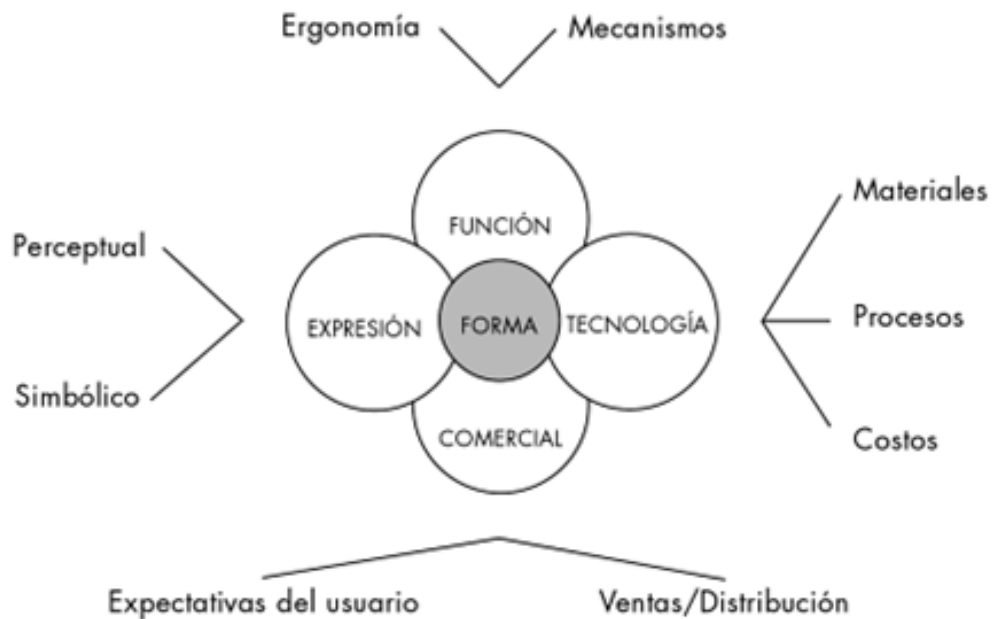 Ergonomía
Mecanismos
Materiales
FUNCIÓN
Perceptual
EXPRESIÓN
FORMA
TECNOLOGÍA
Procesos
Simbólico
COMERCIAL
Costos
Expectativas del usuario
Ventas/Distribución